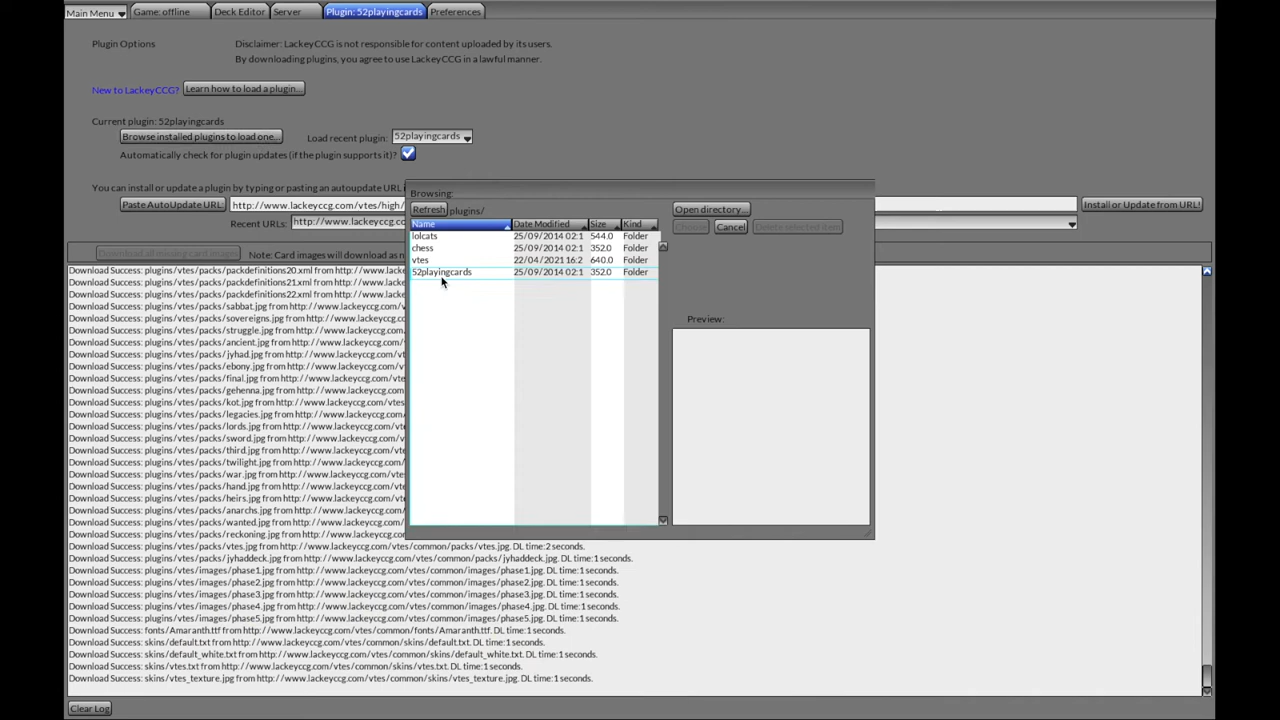 Main Menu
Game: offline
Deck Editor
Server
Plugin: 52playingcards
Preferences
Plugin Options
Disclaimer: LackeyCCG is not responsible for content uploaded by its users.
By downloading plugins, you agree to use LackeyCCG in a lawful manner.
New to LackeyCCG?
Learn how to load a plugin...
Current plugin: 52playingcards
Browse installed plugins to load one...
Load recent plugin:
52playingcards
Automatically check for plugin updates (if the plugin supports it)?
You can install or update a plugin by typing or pasting an autoupdate URL
Paste AutoUpdate URL:
http://www.lackeyccg.com/vtes/high/
Install or Update from URL!
Recent URLs:
http://www.lackeyccg.co
Download all missing card images
Note: Card images will download as n
Browsing:
Refresh
plugins/
Open directory...
Choose
Cancel
Delete selected item
Name
Date Modified
Size
Kind
lolcats 25/09/2014 02:1 544.0 Folder
chess 25/09/2014 02:1 352.0 Folder
vtes 22/04/2021 16:2 640.0 Folder
52playingcards 25/09/2014 02:1 352.0 Folder
Preview:
Download Success: plugins/vtes/packs/packdefinitions20.xml from http://www.lacke
Download Success: plugins/vtes/packs/packdefinitions21.xml from http://www.lacke
Download Success: plugins/vtes/packs/packdefinitions22.xml from http://www.lacke
Download Success: plugins/vtes/packs/sabbat.jpg from http://www.lackeyccg.com/vt
Download Success: plugins/vtes/packs/sovereigns.jpg from http://www.lackeyccg.co
Download Success: plugins/vtes/packs/struggle.jpg from http://www.lackeyccg.com/
Download Success: plugins/vtes/packs/ancient.jpg from http://www.lackeyccg.com/v
Download Success: plugins/vtes/packs/jyhad.jpg from http://www.lackeyccg.com/vt
Download Success: plugins/vtes/packs/ebony.jpg from http://www.lackeyccg.com/vt
Download Success: plugins/vtes/packs/final.jpg from http://www.lackeyccg.com/vtes
Download Success: plugins/vtes/packs/gehenna.jpg from http://www.lackeyccg.com/
Download Success: plugins/vtes/packs/kot.jpg from http://www.lackeyccg.com/vtes/
Download Success: plugins/vtes/packs/legacies.jpg from http://www.lackeyccg.com/
Download Success: plugins/vtes/packs/lords.jpg from http://www.lackeyccg.com/vte
Download Success: plugins/vtes/packs/sword.jpg from http://www.lackeyccg.com/vt
Download Success: plugins/vtes/packs/third.jpg from http://www.lackeyccg.com/vte
Download Success: plugins/vtes/packs/twilight.jpg from http://www.lackeyccg.com/v
Download Success: plugins/vtes/packs/war.jpg from http://www.lackeyccg.com/vtes
Download Success: plugins/vtes/packs/hand.jpg from http://www.lackeyccg.com/vte
Download Success: plugins/vtes/packs/heirs.jpg from http://www.lackeyccg.com/vte
Download Success: plugins/vtes/packs/anarchs.jpg from http://www.lackeyccg.com/
Download Success: plugins/vtes/packs/wanted.jpg from http://www.lackeyccg.com/v
Download Success: plugins/vtes/packs/reckoning.jpg from http://www.lackeyccg.com
Download Success: plugins/vtes/packs/vtes.jpg from http://www.lackeyccg.com/vtes/common/packs/vtes.jpg. DL time:2 seconds.
Download Success: plugins/vtes/packs/jyhaddeck.jpg from http://www.lackeyccg.com/vtes/common/packs/jyhaddeck.jpg. DL time:1 seconds.
Download Success: plugins/vtes/images/phase1.jpg from http://www.lackeyccg.com/vtes/common/images/phase1.jpg. DL time:1 seconds.
Download Success: plugins/vtes/images/phase2.jpg from http://www.lackeyccg.com/vtes/common/images/phase2.jpg. DL time:1 seconds.
Download Success: plugins/vtes/images/phase3.jpg from http://www.lackeyccg.com/vtes/common/images/phase3.jpg. DL time:1 seconds.
Download Success: plugins/vtes/images/phase4.jpg from http://www.lackeyccg.com/vtes/common/images/phase4.jpg. DL time:1 seconds.
Download Success: plugins/vtes/images/phase5.jpg from http://www.lackeyccg.com/vtes/common/images/phase5.jpg. DL time:1 seconds.
Download Success: fonts/Amaranth.ttf from http://www.lackeyccg.com/vtes/common/fonts/Amaranth.ttf. DL time:1 seconds.
Download Success: skins/default.txt from http://www.lackeyccg.com/vtes/common/skins/default.txt. DL time:1 seconds.
Download Success: skins/default_white.txt from http://www.lackeyccg.com/vtes/common/skins/default_white.txt. DL time:1 seconds.
Download Success: skins/vtes.txt from http://www.lackeyccg.com/vtes/common/skins/vtes.txt. DL time:1 seconds.
Download Success: skins/vtes_texture.jpg from http://www.lackeyccg.com/vtes/common/skins/vtes_texture.jpg. DL time:1 seconds.
Clear Log